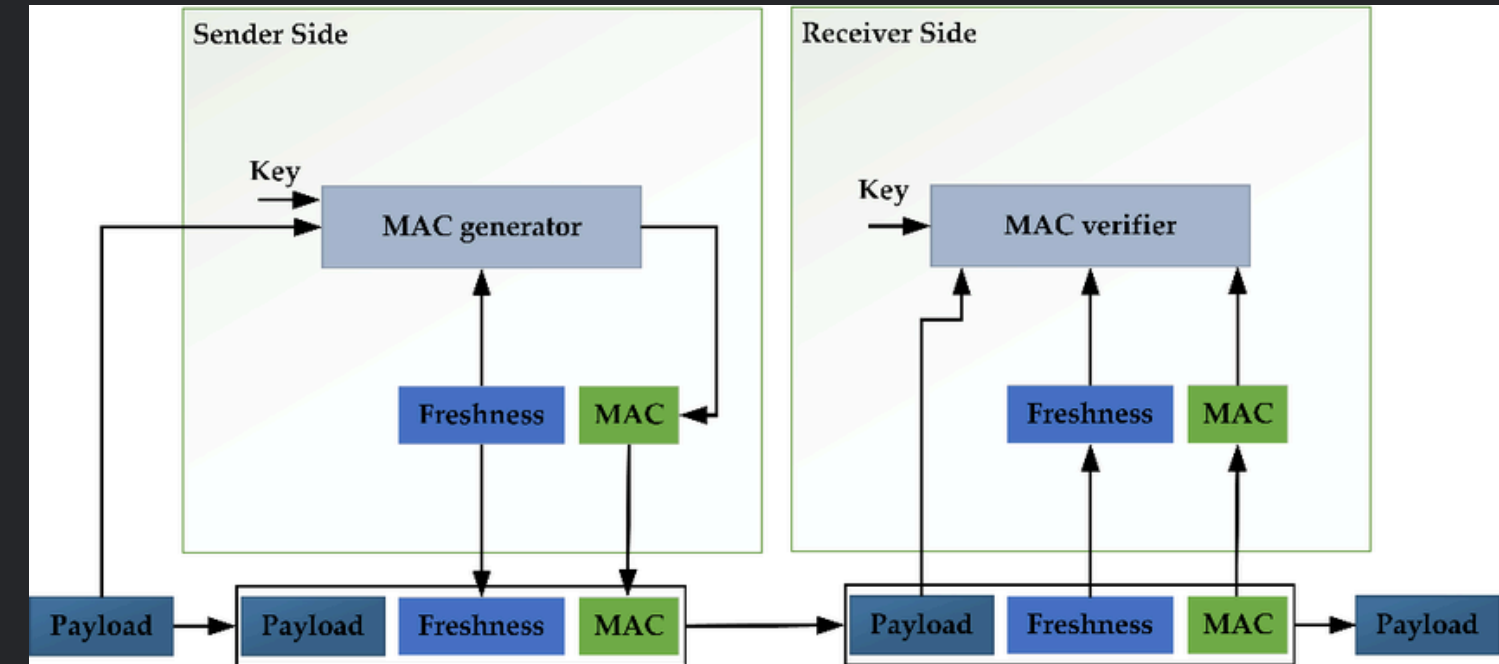 Sender Side
Receiver Side
Key
Key
MAC generator
MAC verifier
Freshness
MAC
Freshness
MAC
Payload
Payload
Freshness
MAC
Payload
Freshness
MAC
Payload